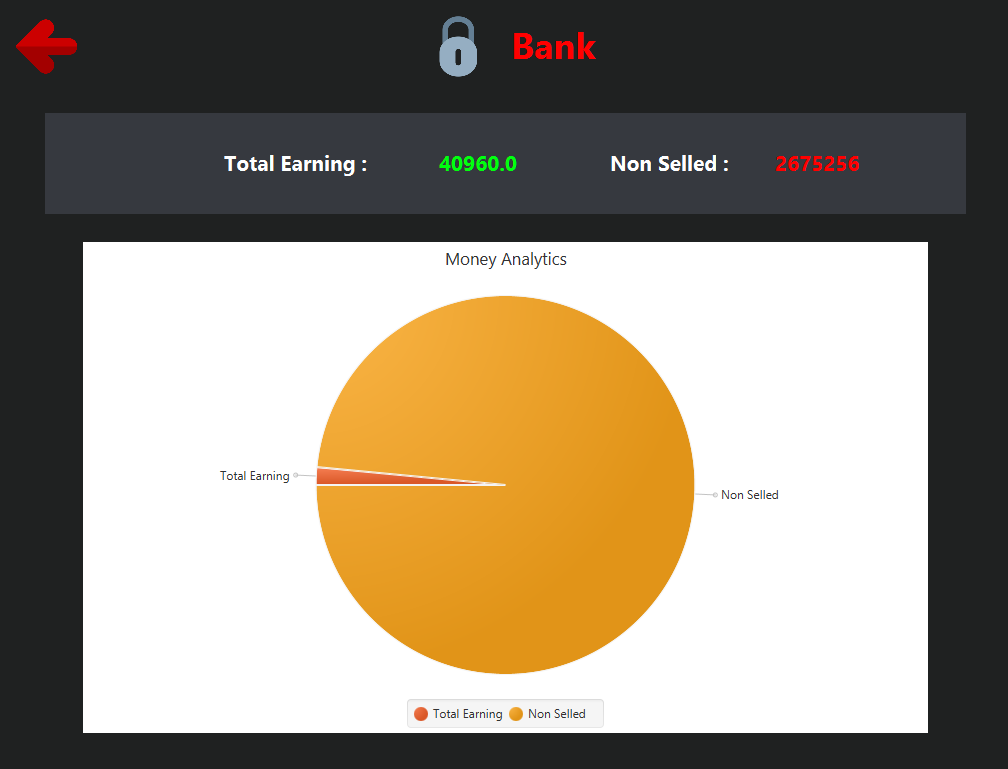 Bank
Total Earning : 40960.0 Non Selled : 2675256
Money Analytics
Total Earning
Non Selled
Total Earning Non Selled